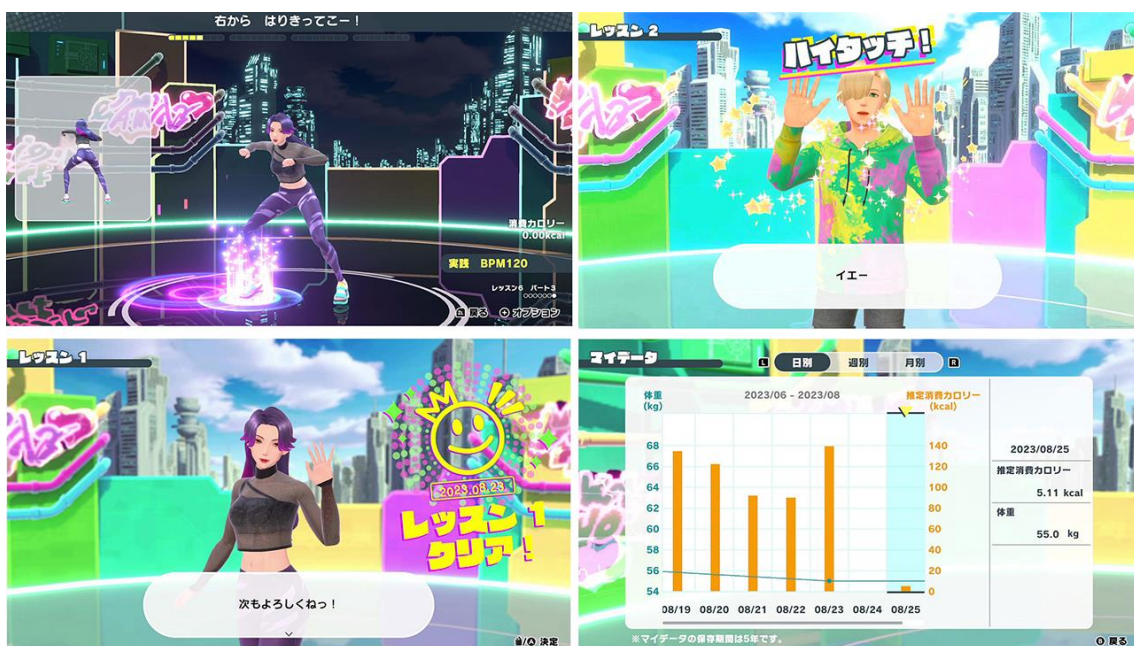 右から はりきってこー！
消費カロリー
0.00kcal
実践 BPM120
レッスン6 パート3
戻る + オプション
レッスン 2
ハイタッチ！
イエー
レッスン 1
2023.08.23
レッスン 1
クリア！
次もよろしくねっ！
/A 決定
マイデータ
L 日別 週別 月別 R
体重
(kg)
2023/06 - 2023/08
推定消費カロリー
(kcal)
68 140
66 120
64 100
62 80
60 60
58 40
56 20
54 0
08/19 08/20 08/21 08/22 08/23 08/24 08/25
2023/08/25
推定消費カロリー
5.11 kcal
体重
55.0 kg
※マイデータの保存期間は5年です。
B 戻る